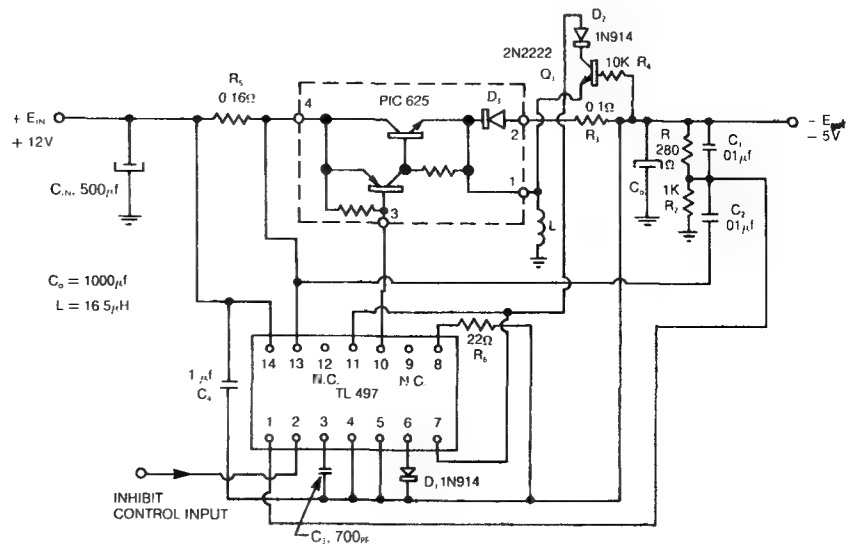 D₂
1N914
2N2222
10K R₄
Q₁
R₅
0 16Ω
PIC 625
D₃
4
2
0 1Ω
R₃
+ EIN
+ 12V
− Eout
− 5V
R
280
Ω
1K
R₂
C₁
01μf
C₂
01μf
Co
1
3
L
CIN, 500μf
Co = 1000μf
L = 16 5μH
22Ω
R₆
14 13 12 11 10 9 8
N.C. N C.
TL 497
1 μf
C₄
1 2 3 4 5 6 7
D, 1N914
INHIBIT
CONTROL INPUT
C₃, 700PF